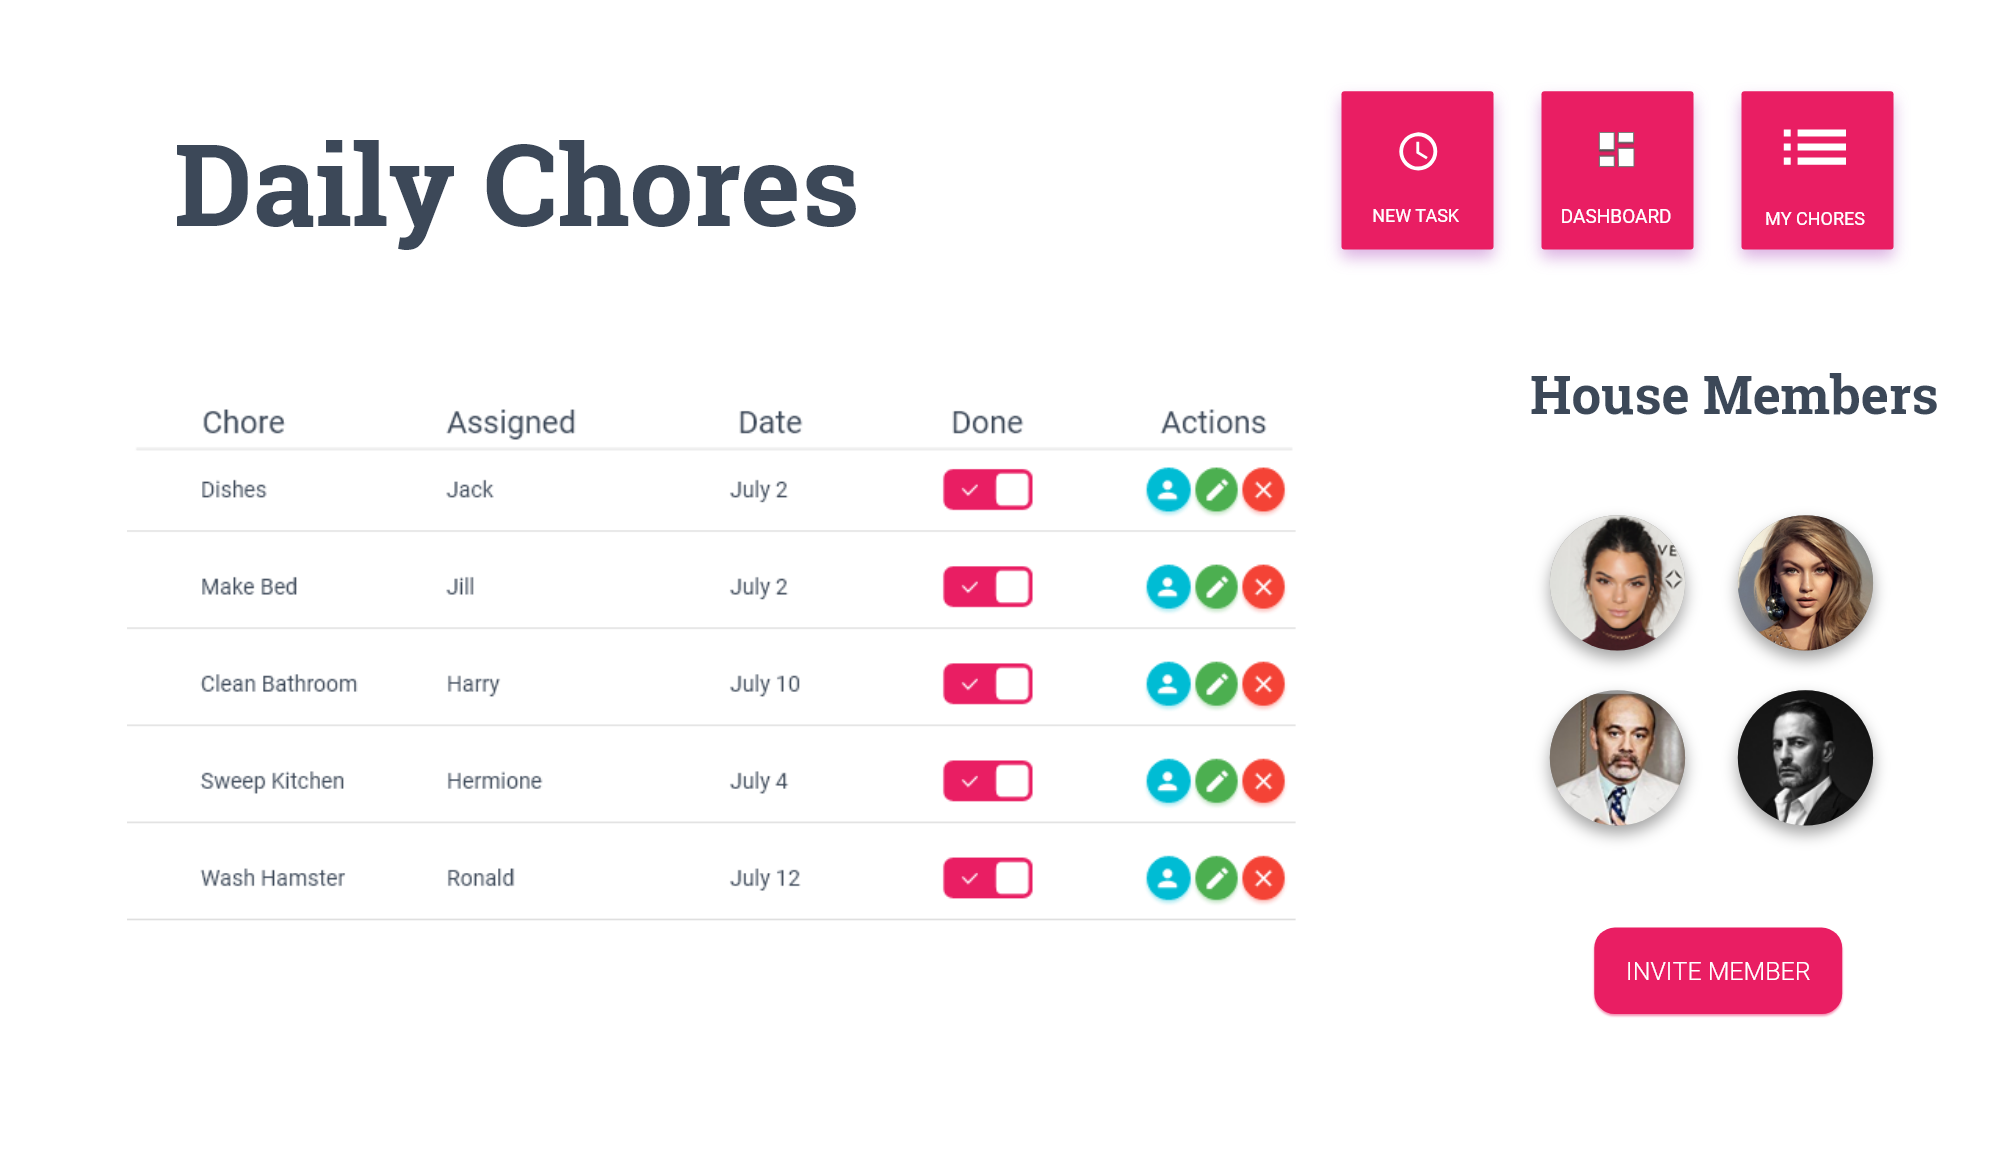 Daily Chores
NEW TASK
DASHBOARD
MY CHORES
House Members
Chore Assigned Date Done Actions
Dishes Jack July 2
Make Bed Jill July 2
Clean Bathroom Harry July 10
Sweep Kitchen Hermione July 4
Wash Hamster Ronald July 12
VE
INVITE MEMBER